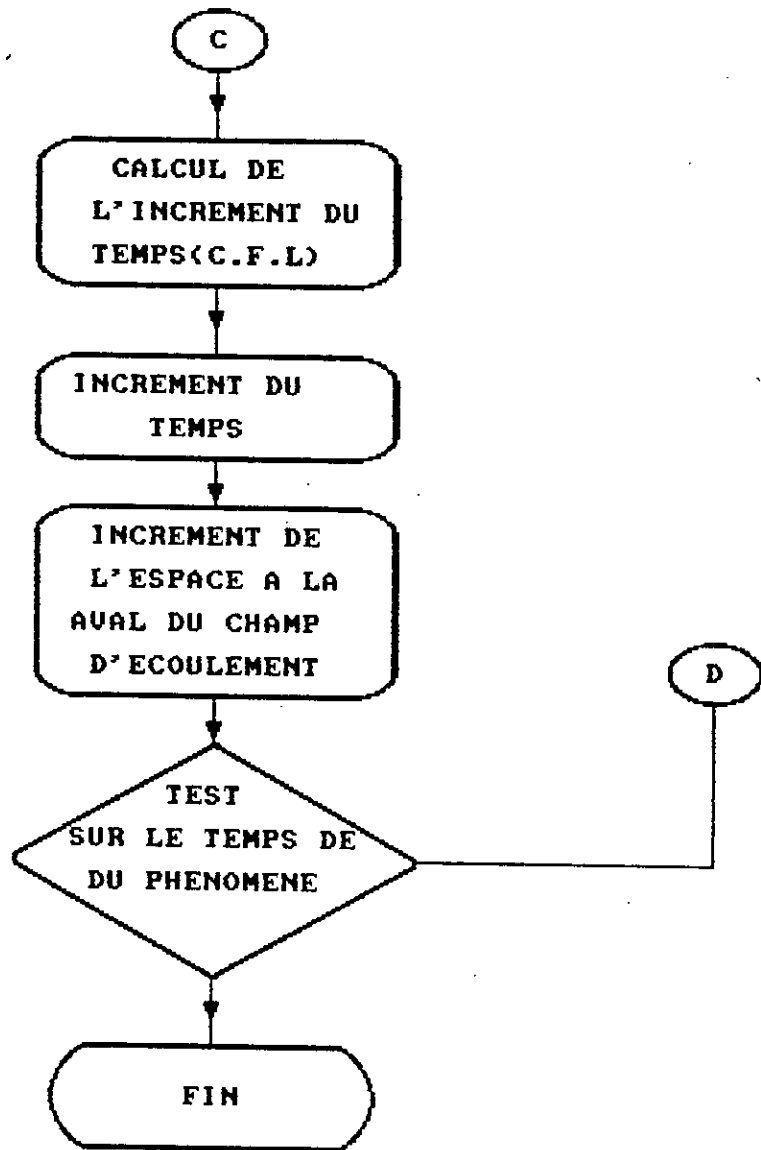 C
CALCUL DE
L'INCREMENT DU
TEMPS(C.F.L)
INCREMENT DU
TEMPS
INCREMENT DE
L'ESPACE A LA
AVAL DU CHAMP
D'ECOULEMENT
D
TEST
SUR LE TEMPS DE
DU PHENOMENE
FIN